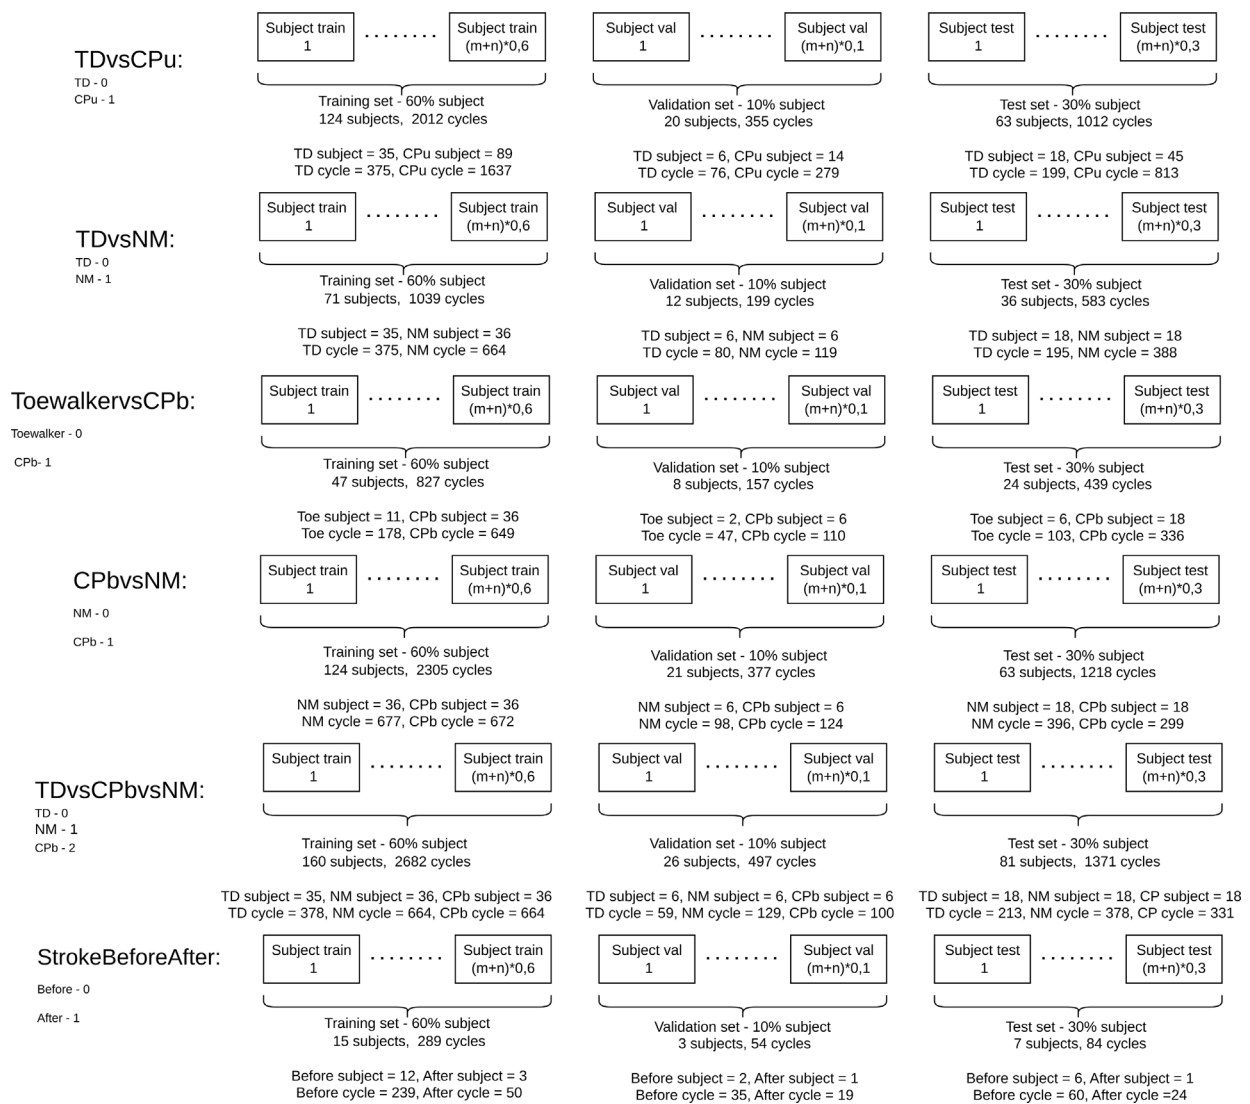 TDvsCPu:
TD - 0
CPu - 1
Subject train
1
. . . . . . . .
Subject train
(m+n)*0,6
Training set - 60% subject
124 subjects, 2012 cycles
TD subject = 35, CPu subject = 89
TD cycle = 375, CPu cycle = 1637
Subject val
1
. . . . . . . .
Subject val
(m+n)*0,1
Validation set - 10% subject
20 subjects, 355 cycles
TD subject = 6, CPu subject = 14
TD cycle = 76, CPu cycle = 279
Subject test
1
. . . . . . . .
Subject test
(m+n)*0,3
Test set - 30% subject
63 subjects, 1012 cycles
TD subject = 18, CPu subject = 45
TD cycle = 199, CPu cycle = 813
TDvsNM:
TD - 0
NM - 1
Subject train
1
. . . . . . . .
Subject train
(m+n)*0,6
Training set - 60% subject
71 subjects, 1039 cycles
TD subject = 35, NM subject = 36
TD cycle = 375, NM cycle = 664
Subject val
1
. . . . . . . .
Subject val
(m+n)*0,1
Validation set - 10% subject
12 subjects, 199 cycles
TD subject = 6, NM subject = 6
TD cycle = 80, NM cycle = 119
Subject test
1
. . . . . . . .
Subject test
(m+n)*0,3
Test set - 30% subject
36 subjects, 583 cycles
TD subject = 18, NM subject = 18
TD cycle = 195, NM cycle = 388
ToewalkervsCPb:
Toewalker - 0
CPb- 1
Subject train
1
. . . . . . . .
Subject train
(m+n)*0,6
Training set - 60% subject
47 subjects, 827 cycles
Toe subject = 11, CPb subject = 36
Toe cycle = 178, CPb cycle = 649
Subject val
1
. . . . . . . .
Subject val
(m+n)*0,1
Validation set - 10% subject
8 subjects, 157 cycles
Toe subject = 2, CPb subject = 6
Toe cycle = 47, CPb cycle = 110
Subject test
1
. . . . . . . .
Subject test
(m+n)*0,3
Test set - 30% subject
24 subjects, 439 cycles
Toe subject = 6, CPb subject = 18
Toe cycle = 103, CPb cycle = 336
CPbvsNM:
NM - 0
CPb - 1
Subject train
1
. . . . . . . .
Subject train
(m+n)*0,6
Training set - 60% subject
124 subjects, 2305 cycles
NM subject = 36, CPb subject = 36
NM cycle = 677, CPb cycle = 672
Subject val
1
. . . . . . . .
Subject val
(m+n)*0,1
Validation set - 10% subject
21 subjects, 377 cycles
NM subject = 6, CPb subject = 6
NM cycle = 98, CPb cycle = 124
Subject test
1
. . . . . . . .
Subject test
(m+n)*0,3
Test set - 30% subject
63 subjects, 1218 cycles
NM subject = 18, CPb subject = 18
NM cycle = 396, CPb cycle = 299
TDvsCPbvsNM:
TD - 0
NM - 1
CPb - 2
Subject train
1
. . . . . . . .
Subject train
(m+n)*0,6
Training set - 60% subject
160 subjects, 2682 cycles
TD subject = 35, NM subject = 36, CPb subject = 36
TD cycle = 378, NM cycle = 664, CPb cycle = 664
Subject val
1
. . . . . . . .
Subject val
(m+n)*0,1
Validation set - 10% subject
26 subjects, 497 cycles
TD subject = 6, NM subject = 6, CPb subject = 6
TD cycle = 59, NM cycle = 129, CPb cycle = 100
Subject test
1
. . . . . . . .
Subject test
(m+n)*0,3
Test set - 30% subject
81 subjects, 1371 cycles
TD subject = 18, NM subject = 18, CP subject = 18
TD cycle = 213, NM cycle = 378, CP cycle = 331
StrokeBeforeAfter:
Before - 0
After - 1
Subject train
1
. . . . . . . .
Subject train
(m+n)*0,6
Training set - 60% subject
15 subjects, 289 cycles
Before subject = 12, After subject = 3
Before cycle = 239, After cycle = 50
Subject val
1
. . . . . . . .
Subject val
(m+n)*0,1
Validation set - 10% subject
3 subjects, 54 cycles
Before subject = 2, After subject = 1
Before cycle = 35, After cycle = 19
Subject test
1
. . . . . . . .
Subject test
(m+n)*0,3
Test set - 30% subject
7 subjects, 84 cycles
Before subject = 6, After subject = 1
Before cycle = 60, After cycle =24